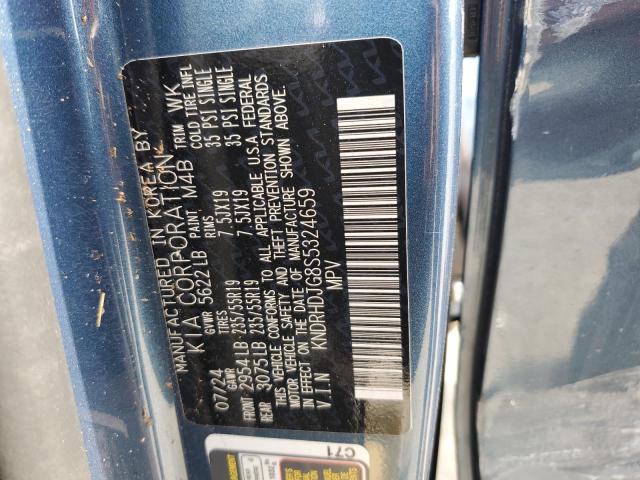 MANUFACTURED IN KOREA BY
KIA CORPORATION
07/24 GVWR 5622 LB PAINT M4B TRIM WK
GAWR TIRES RIMS COLD TIRE INFL
FRONT 2954 LB 235/55R19 7.5JX19 35 PSI SINGLE
REAR 3075LB 235/55R19 7.5JX19 35 PSI SINGLE
THIS VEHICLE CONFORMS TO ALL APPLICABLE U.S.A FEDERAL
MOTOR VEHICLE SAFETY AND THEFT PREVENTION STANDARDS
IN EFFECT ON THE DATE OF MANUFACTURE SHOWN ABOVE.
V.I.N KNDRHDJG8S5324659
MPV
C71